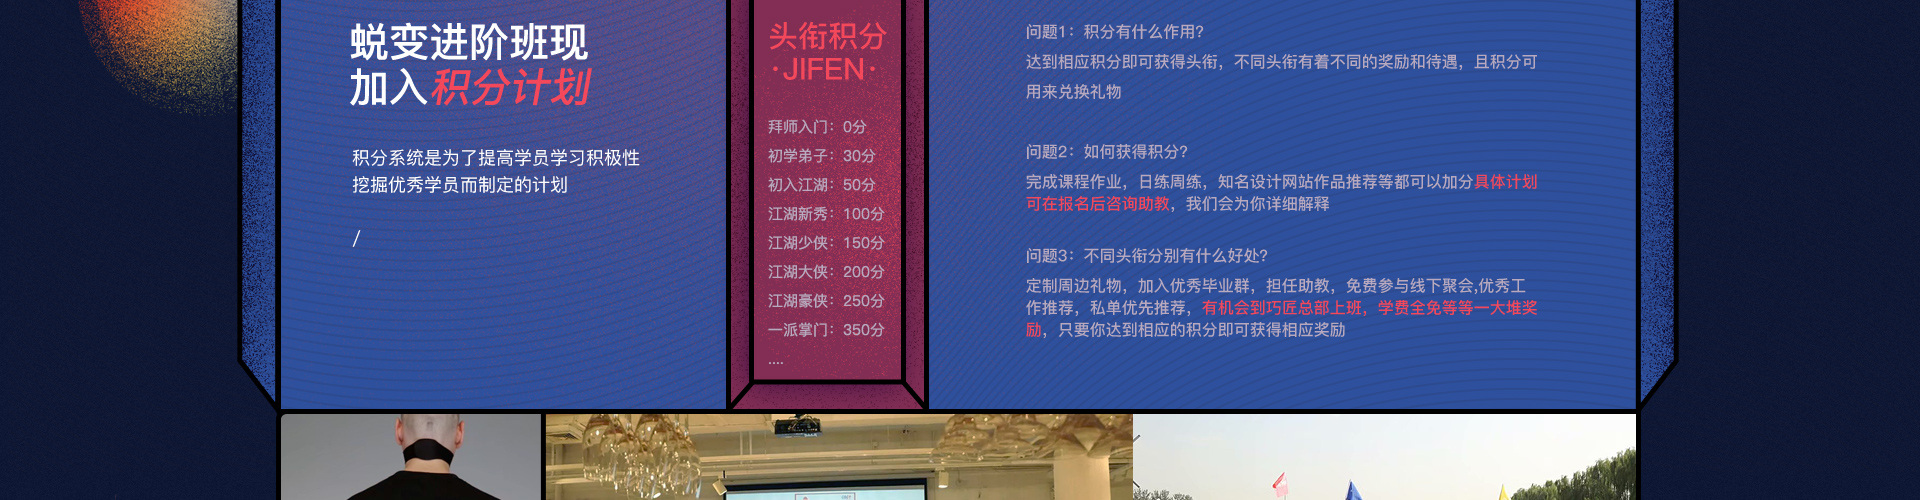 蜕变进阶班现
加入积分计划
积分系统是为了提高学员学习积极性
挖掘优秀学员而制定的计划
/
头衔积分
·JIFEN·
拜师入门：0分
初学弟子：30分
初入江湖：50分
江湖新秀：100分
江湖少侠：150分
江湖大侠：200分
江湖豪侠：250分
一派掌门：350分
....
问题1：积分有什么作用?
达到相应积分即可获得头衔，不同头衔有着不同的奖励和待遇，且积分可
用来兑换礼物
问题2：如何获得积分?
完成课程作业，日练周练，知名设计网站作品推荐等都可以加分具体计划
可在报名后咨询助教，我们会为你详细解释
问题3：不同头衔分别有什么好处?
定制周边礼物，加入优秀毕业群，担任助教，免费参与线下聚会,优秀工
作推荐，私单优先推荐，有机会到巧匠总部上班，学费全免等等一大堆奖
励，只要你达到相应的积分即可获得相应奖励